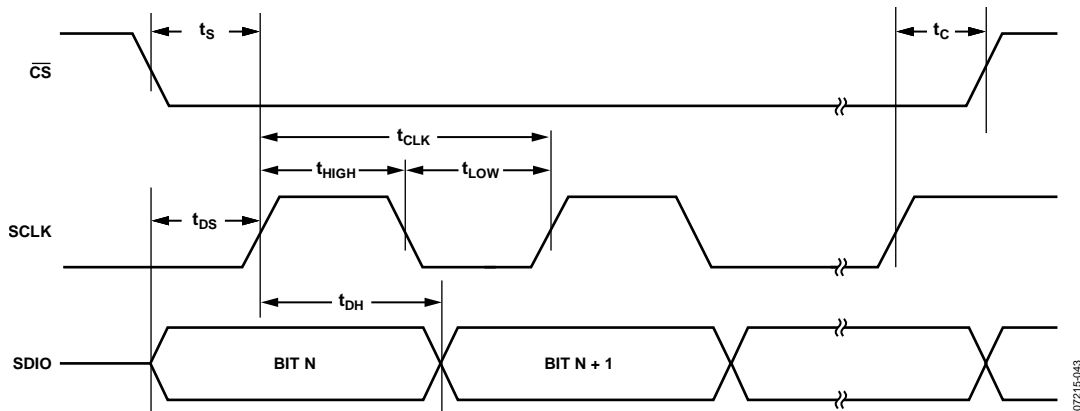 tS
tC
CS
tCLK
tHIGH
tLOW
tDS
SCLK
tDH
SDIO
BIT N
BIT N + 1
07215-043